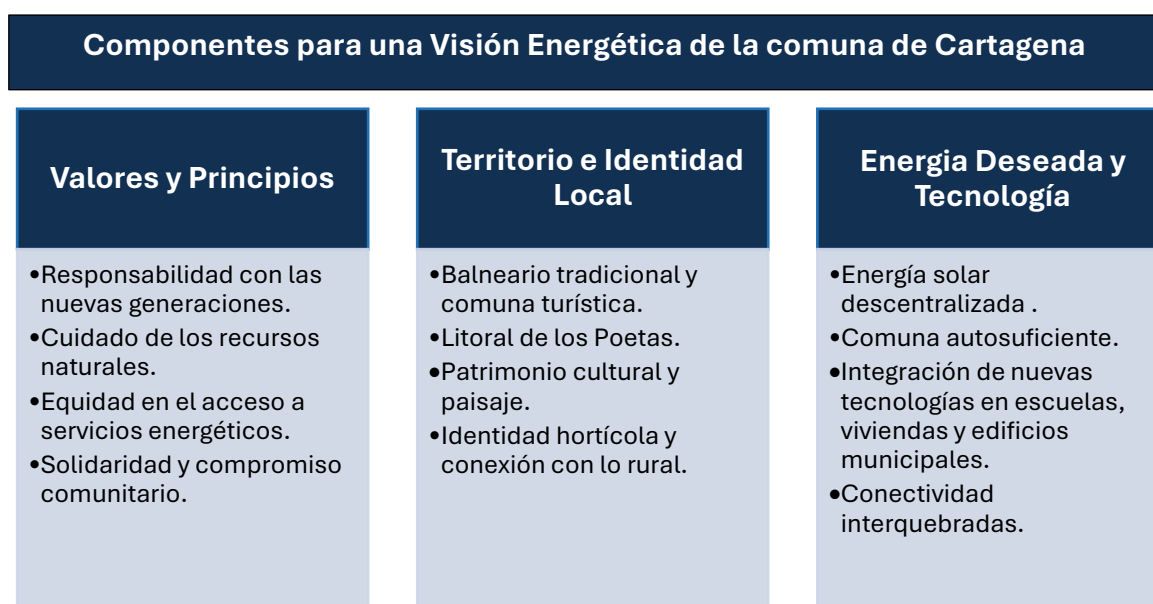 Componentes para una Visión Energética de la comuna de Cartagena
Valores y Principios
•Responsabilidad con las
nuevas generaciones.
•Cuidado de los recursos
naturales.
•Equidad en el acceso a
servicios energéticos.
•Solidaridad y compromiso
comunitario.
Territorio e Identidad
Local
•Balneario tradicional y
comuna turística.
•Litoral de los Poetas.
•Patrimonio cultural y
paisaje.
•Identidad hortícola y
conexión con lo rural.
Energia Deseada y
Tecnología
•Energía solar
descentralizada .
•Comuna autosuficiente.
•Integración de nuevas
tecnologías en escuelas,
viviendas y edificios
municipales.
•Conectividad
interquebradas.